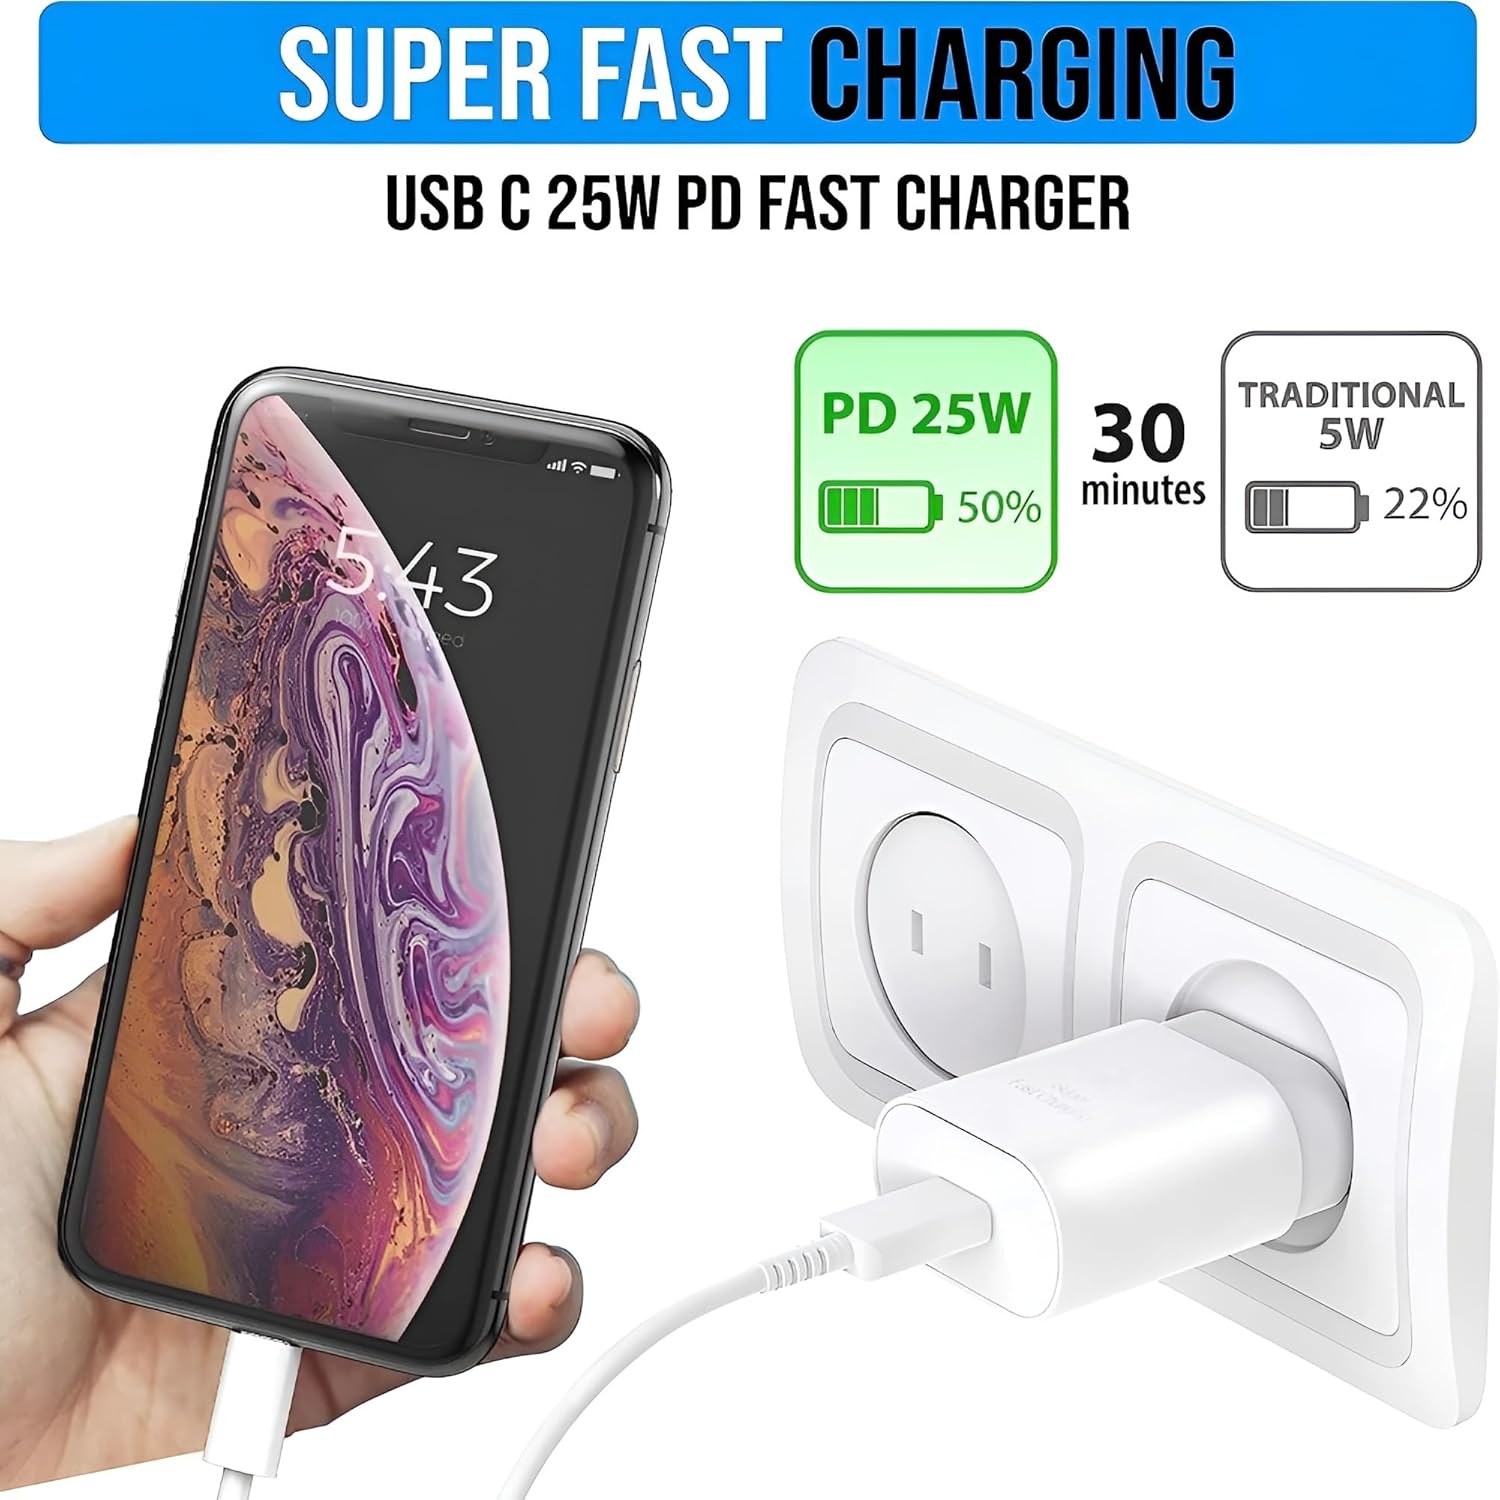 SUPER FAST CHARGING
USB C 25W PD FAST CHARGER
PD 25W
50%
30
minutes
TRADITIONAL
5W
22%
5:43